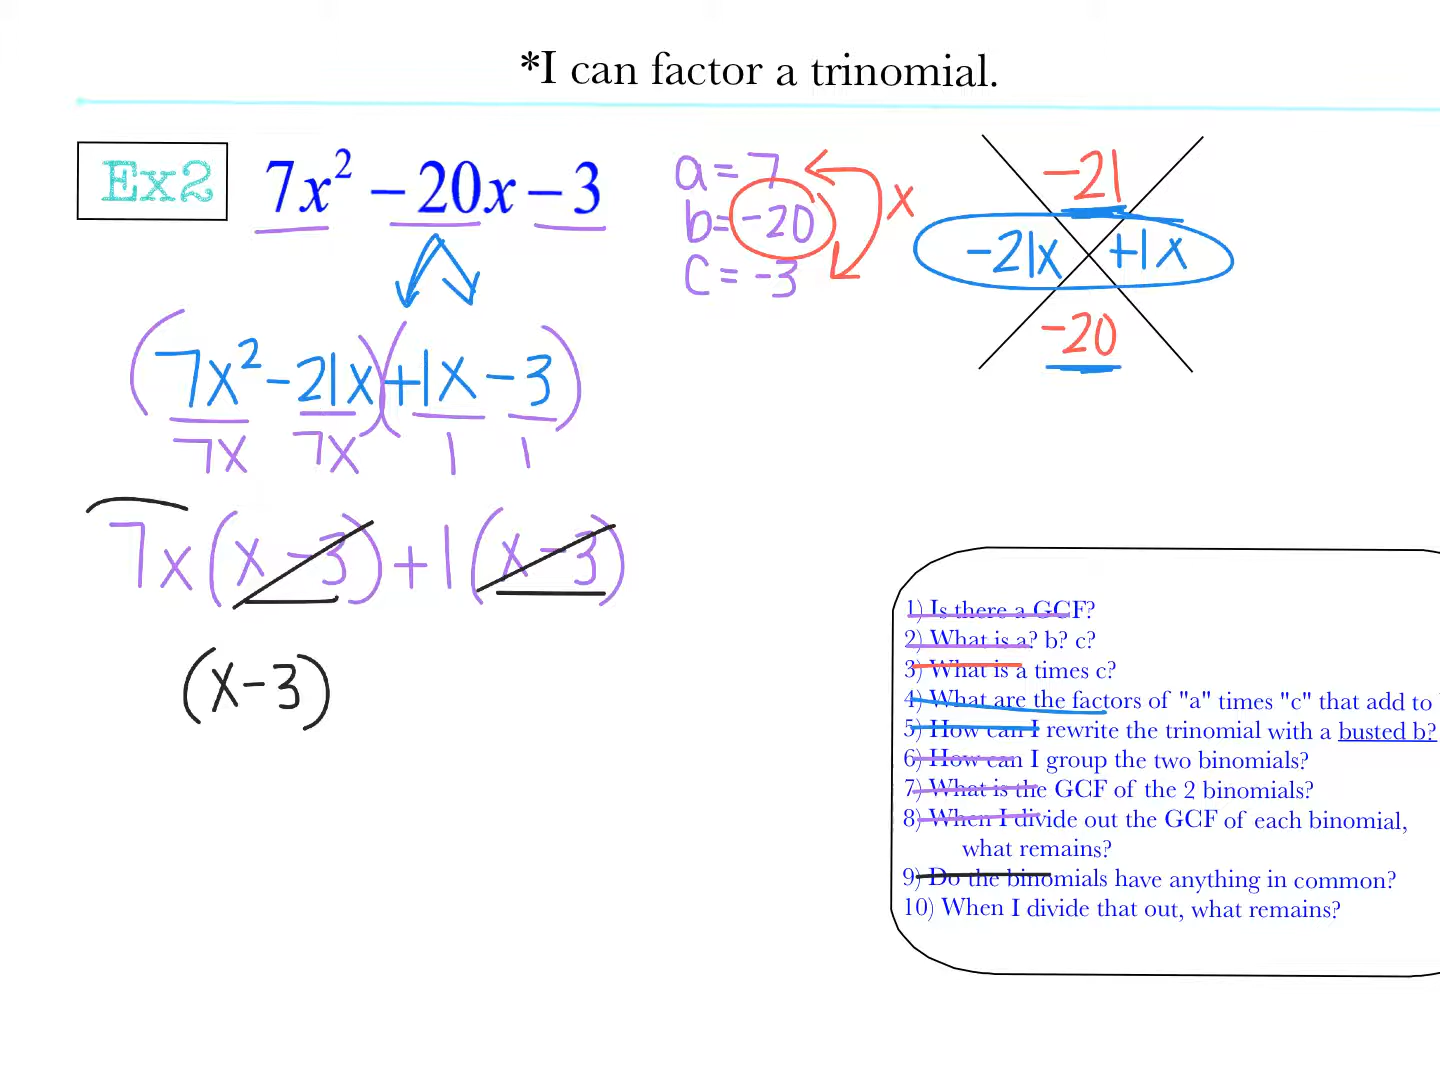 *I can factor a trinomial.
Ex2
7x² − 20x − 3
a = 7
b = -20
c = -3
x
-21
-21x +1x
-20
(7x² - 21x)(+1x - 3)
7x 7x 1 1
7x(x - 3) + 1(x - 3)
(x - 3)
1) Is there a GCF?
2) What is a? b? c?
3) What is a times c?
4) What are the factors of "a" times "c" that add to
5) How can I rewrite the trinomial with a busted b?
6) How can I group the two binomials?
7) What is the GCF of the 2 binomials?
8) When I divide out the GCF of each binomial,
what remains?
9) Do the binomials have anything in common?
10) When I divide that out, what remains?